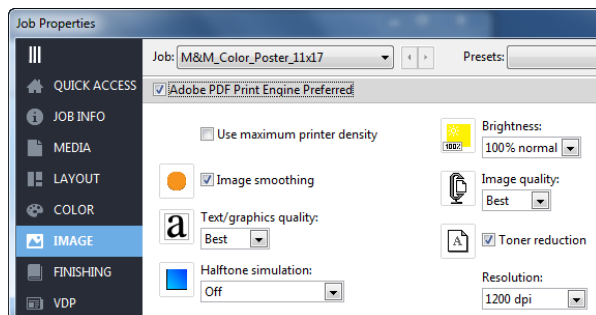 Job Properties
Job: M&M_Color_Poster_11x17
Presets:
QUICK ACCESS
JOB INFO
MEDIA
LAYOUT
COLOR
IMAGE
FINISHING
VDP
Adobe PDF Print Engine Preferred
Use maximum printer density
Brightness:
100%
100% normal
Image smoothing
Image quality:
Best
a
Text/graphics quality:
Best
A
Toner reduction
Halftone simulation:
Off
Resolution:
1200 dpi